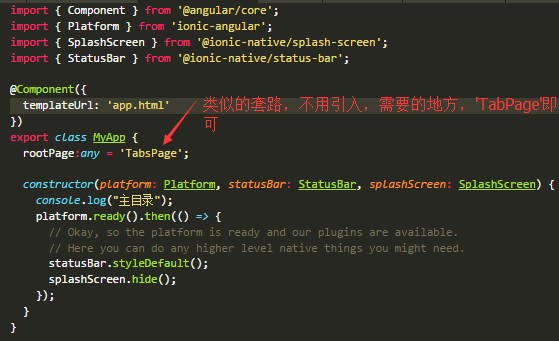 import { Component } from '@angular/core';
import { Platform } from 'ionic-angular';
import { SplashScreen } from '@ionic-native/splash-screen';
import { StatusBar } from '@ionic-native/status-bar';
@Component({
templateUrl: 'app.html'
类似的套路，不用引入，需要的地方，'TabPage'即
可
})
export class MyApp {
rootPage:any = 'TabsPage';
constructor(platform: Platform, statusBar: StatusBar, splashScreen: SplashScreen) {
console.log("主目录");
platform.ready().then(() => {
// Okay, so the platform is ready and our plugins are available.
// Here you can do any higher level native things you might need.
statusBar.styleDefault();
splashScreen.hide();
});
}
}